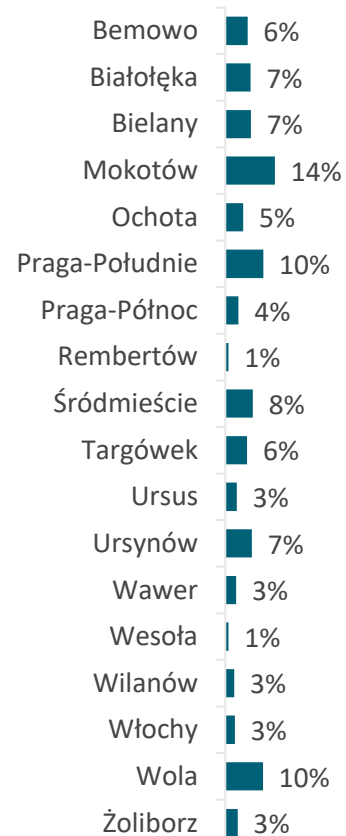 Bemowo 6%
Białołęka 7%
Bielany 7%
Mokotów 14%
Ochota 5%
Praga-Południe 10%
Praga-Północ 4%
Rembertów 1%
Śródmieście 8%
Targówek 6%
Ursus 3%
Ursynów 7%
Wawer 3%
Wesoła 1%
Wilanów 3%
Włochy 3%
Wola 10%
Żoliborz 3%